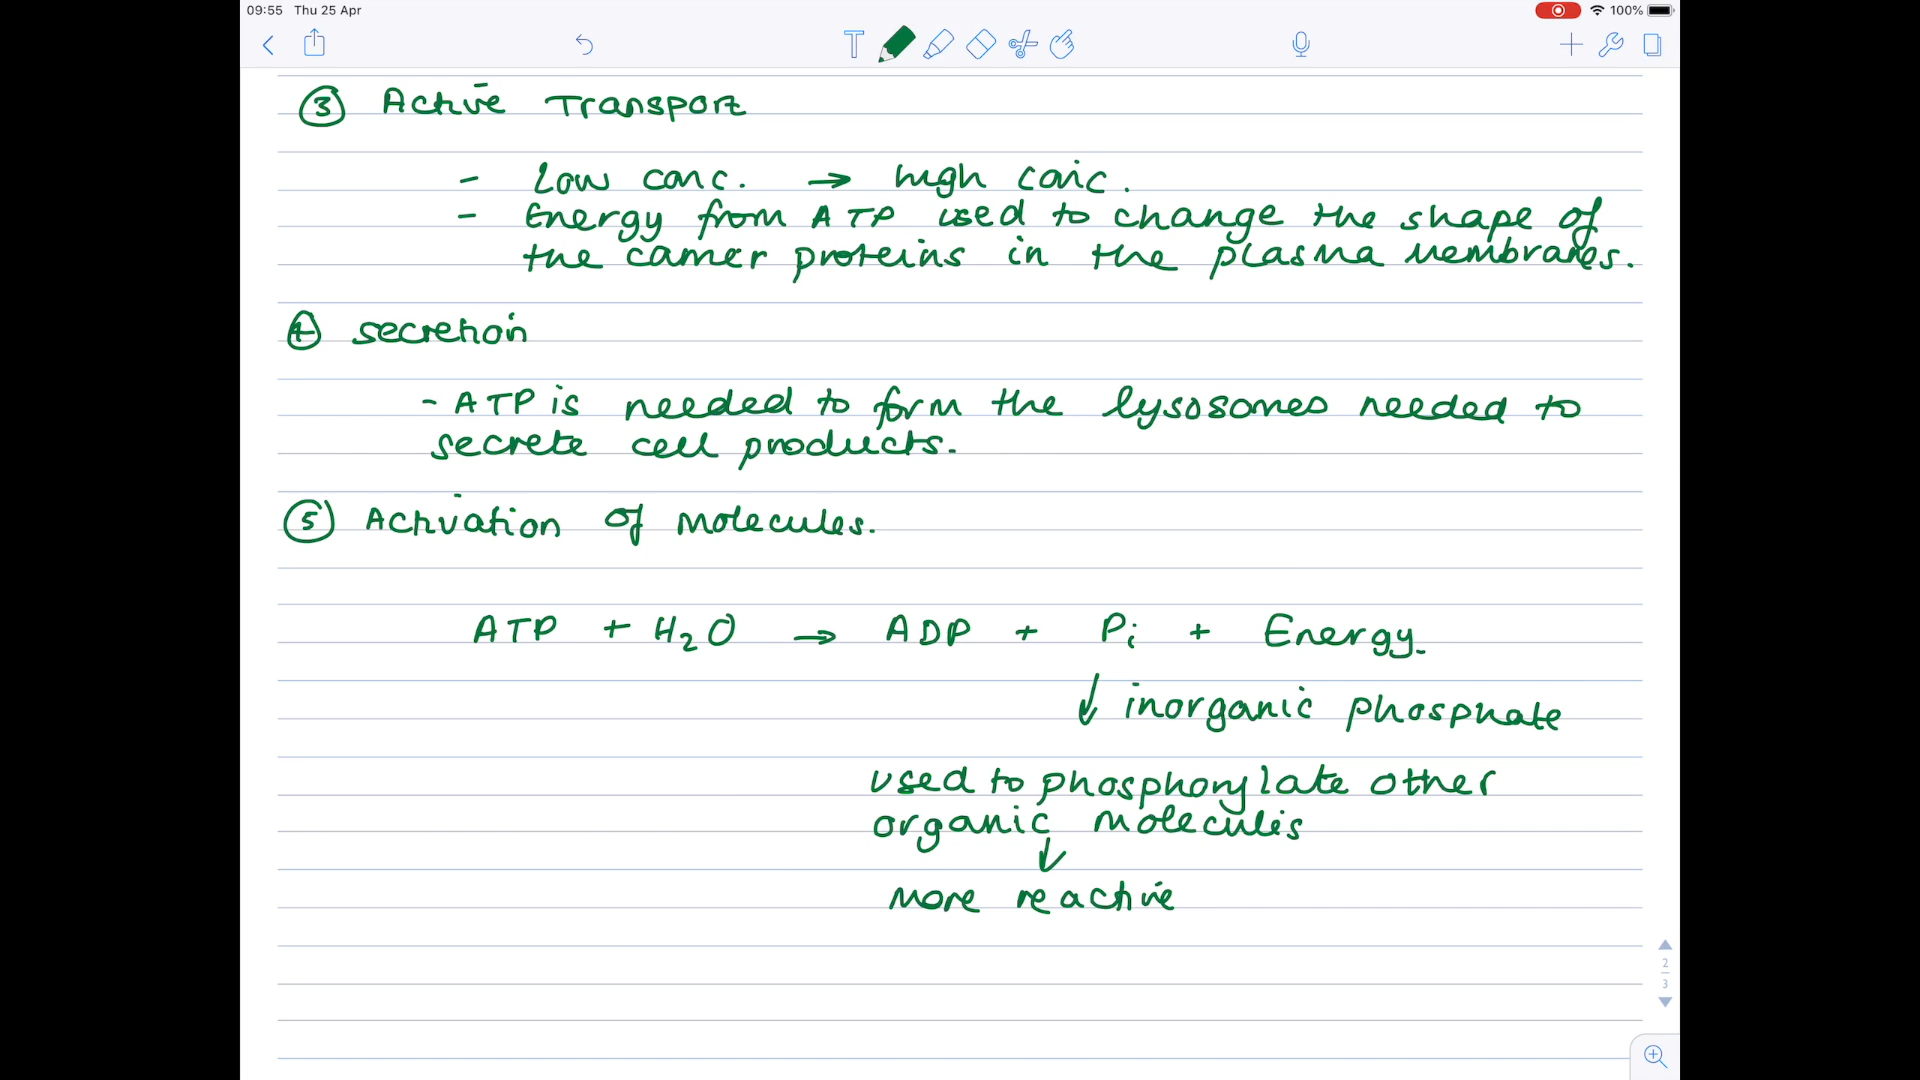 09:55 Thu 25 Apr
100%
T
③ Active Transport
- Low conc. → high conc.
- Energy from ATP used to change the shape of
the carrier proteins in the plasma membranes.
④ secretion
- ATP is needed to form the lysosomes needed to
secrete cell products.
⑤ Activation of molecules.
ATP + H₂O → ADP + Pi + Energy.
↓ inorganic phosphate
used to phosphorylate other
organic molecules
↓
more reactive
2
3